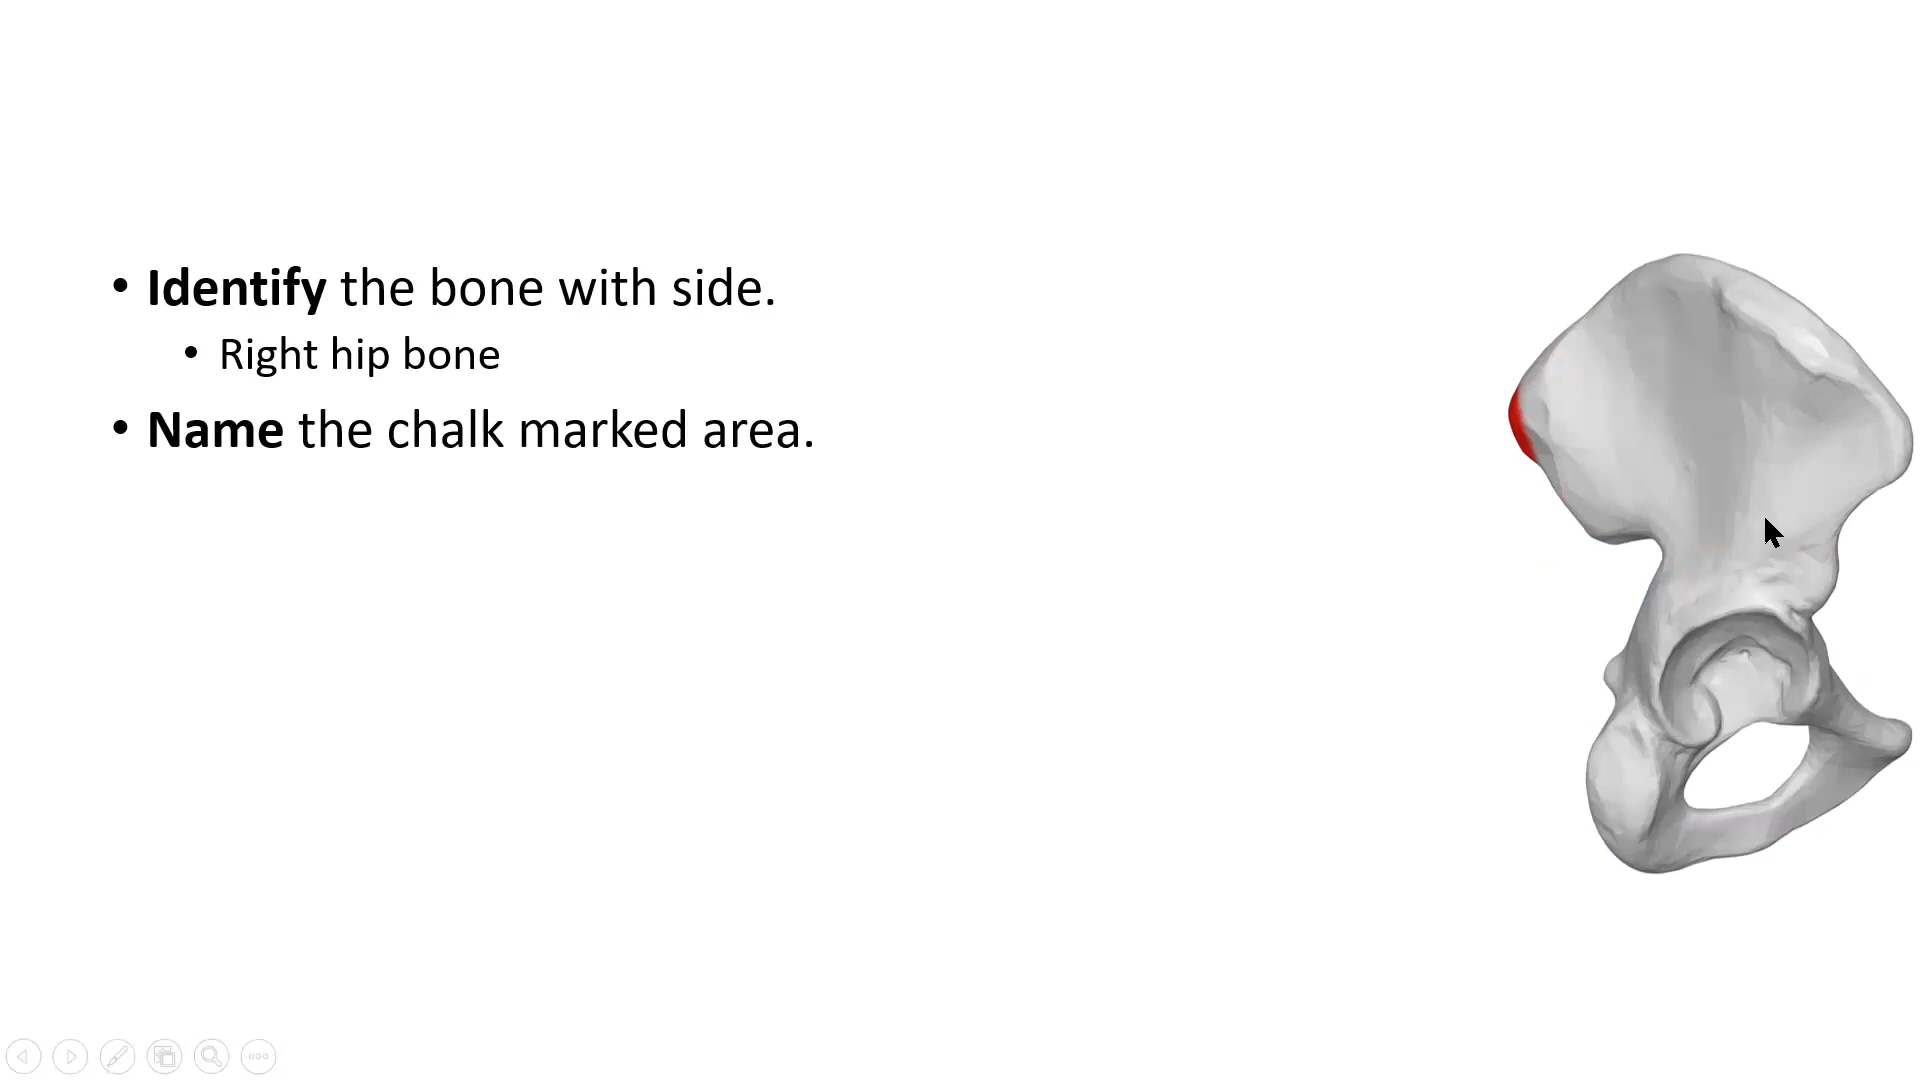 • Identify the bone with side.
• Right hip bone
• Name the chalk marked area.